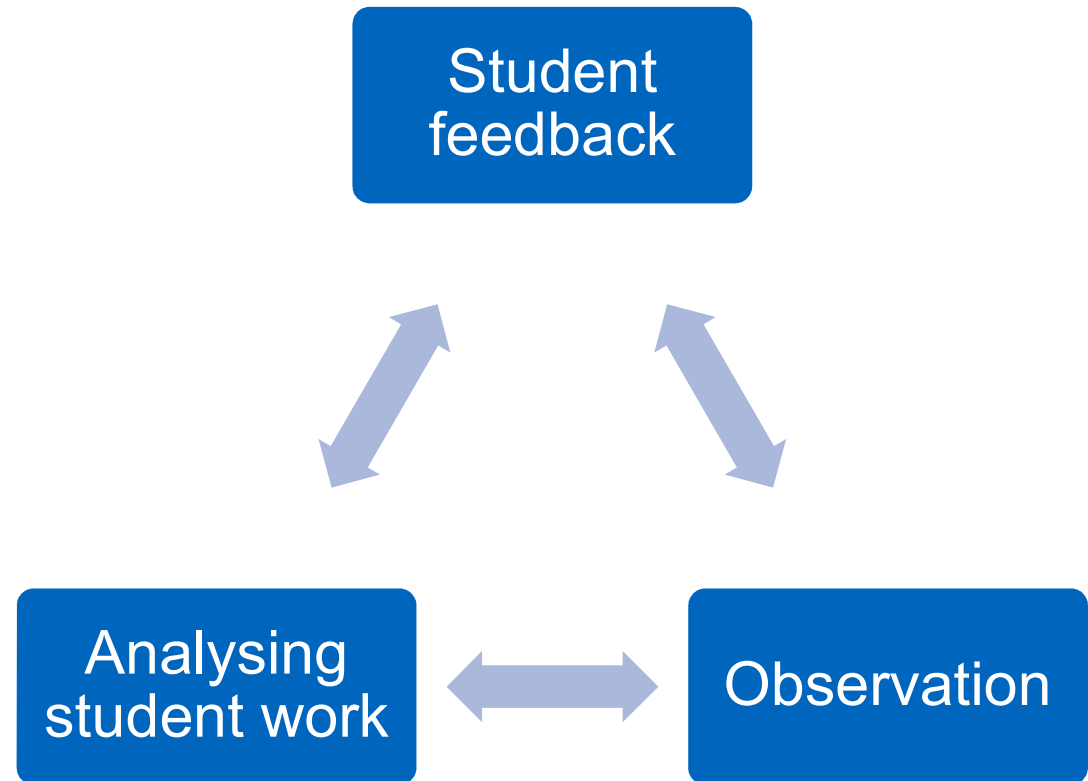 Student
feedback
Analysing
student work
Observation